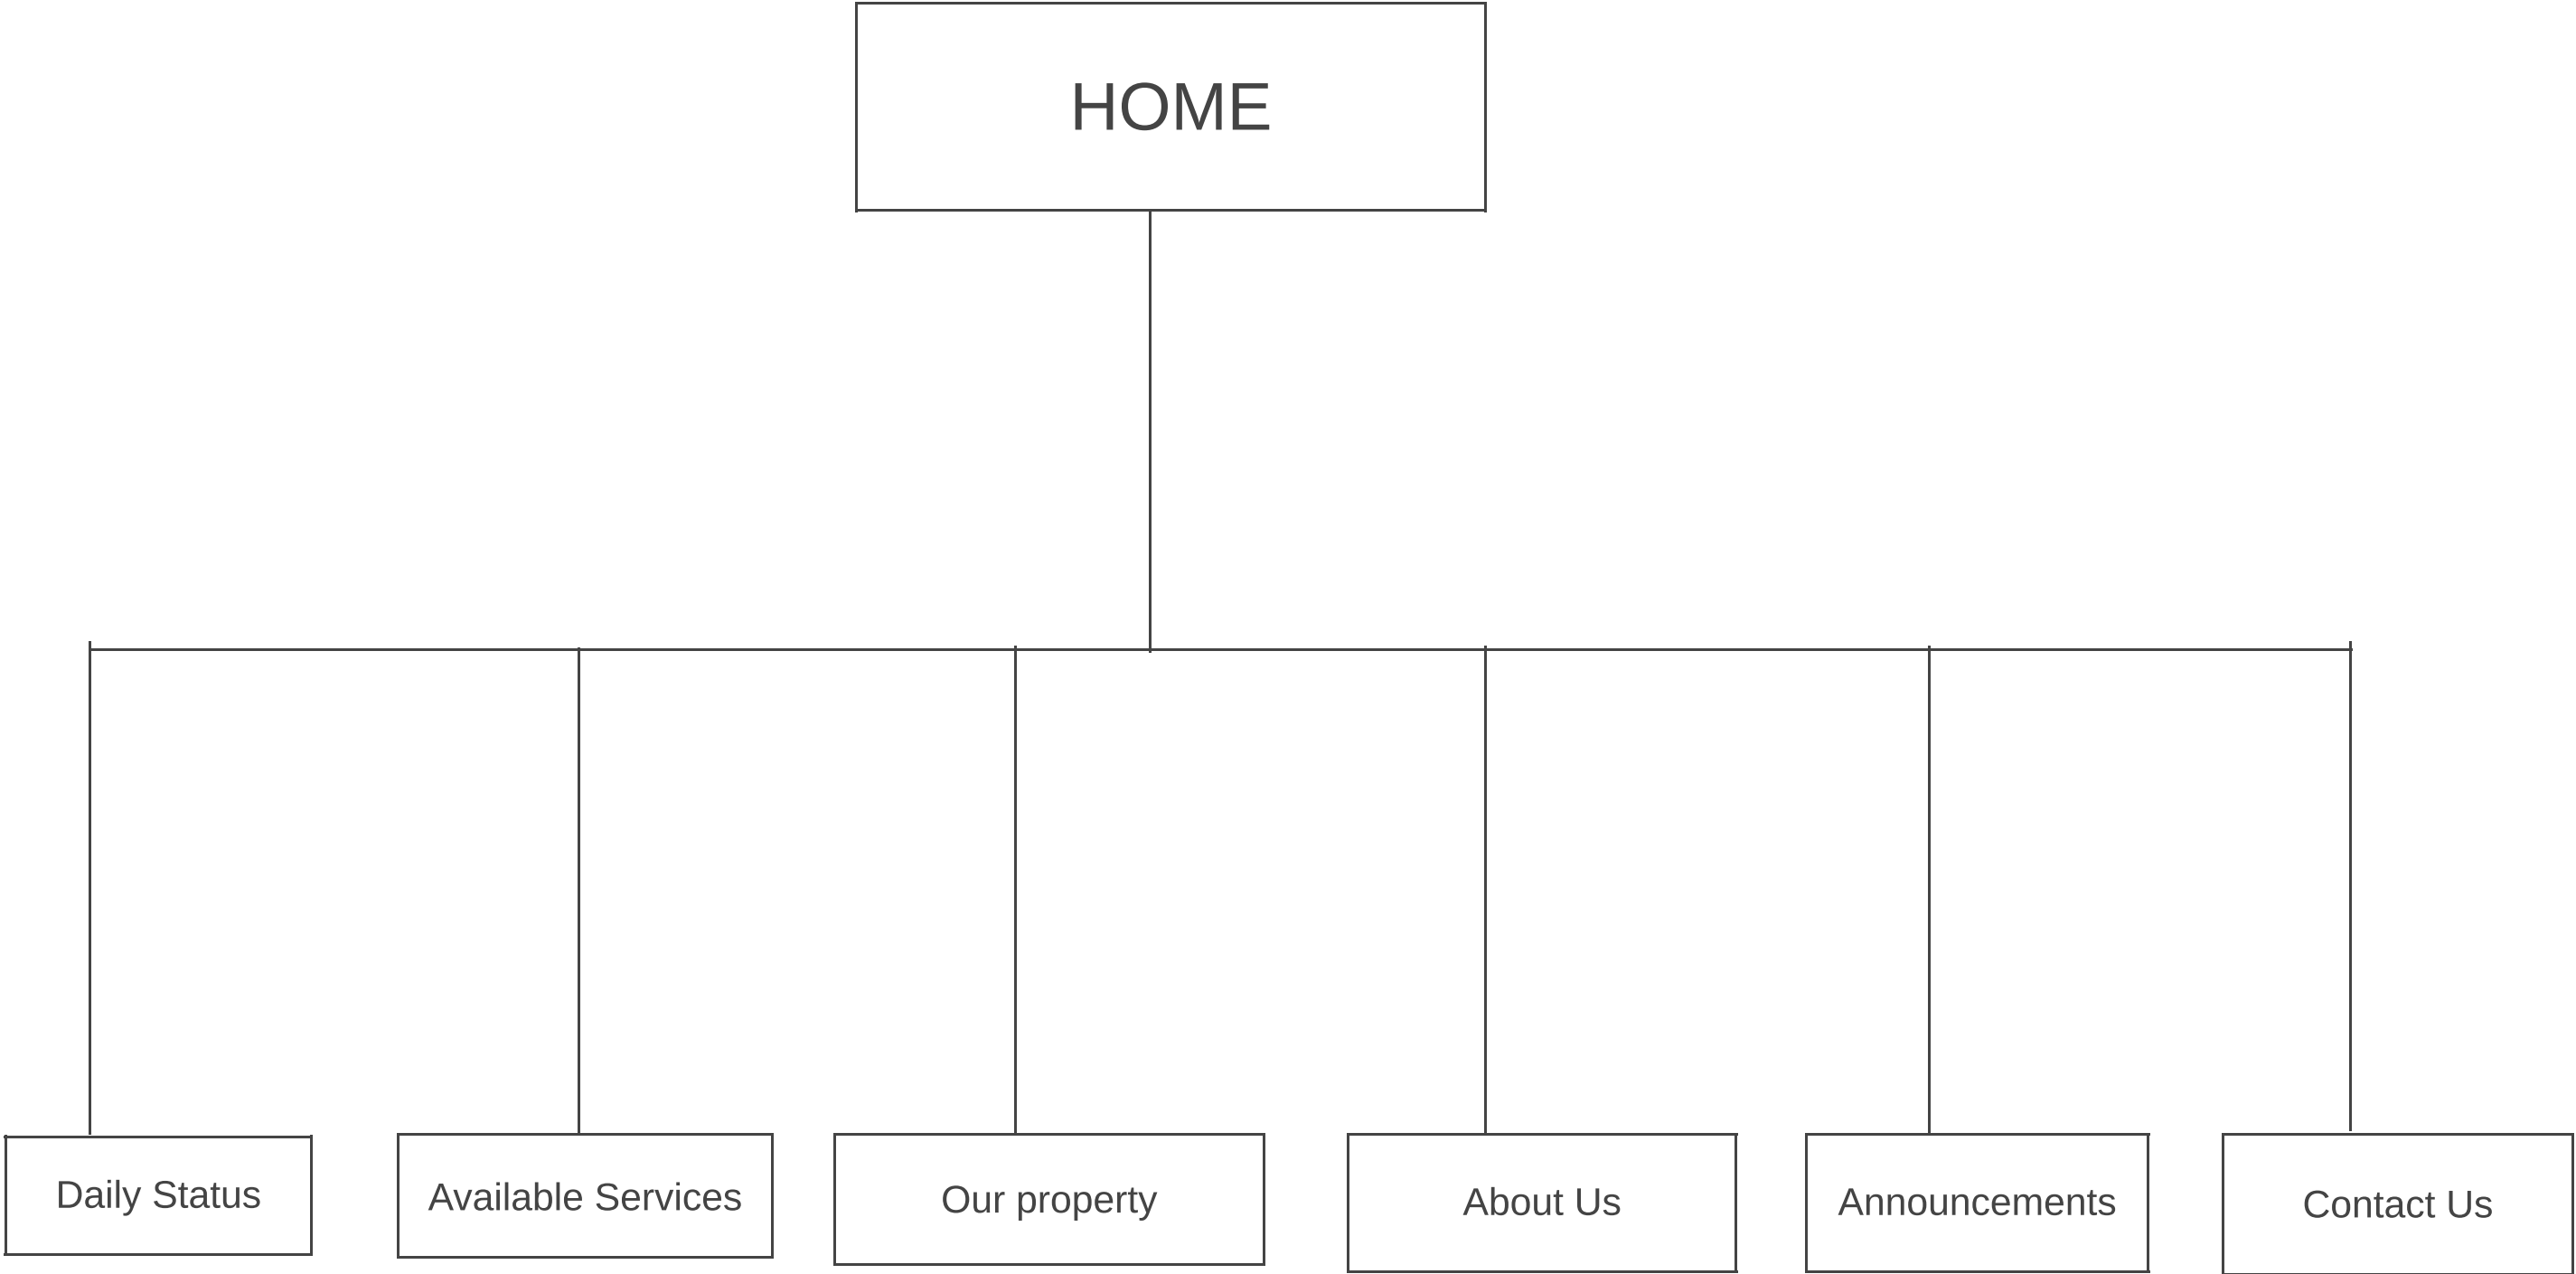 HOME
Daily Status
Available Services
Our property
About Us
Announcements
Contact Us